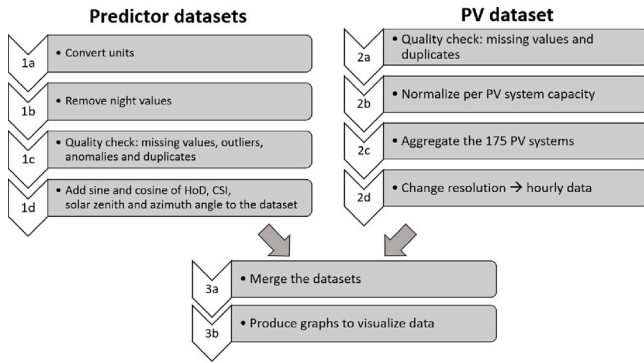 Predictor datasets
1a
• Convert units
1b
• Remove night values
1c
• Quality check: missing values, outliers,
anomalies and duplicates
1d
• Add sine and cosine of HoD, CSI,
solar zenith and azimuth angle to the dataset
PV dataset
2a
• Quality check: missing values and
duplicates
2b
• Normalize per PV system capacity
2c
• Aggregate the 175 PV systems
2d
• Change resolution → hourly data
3a
• Merge the datasets
3b
• Produce graphs to visualize data